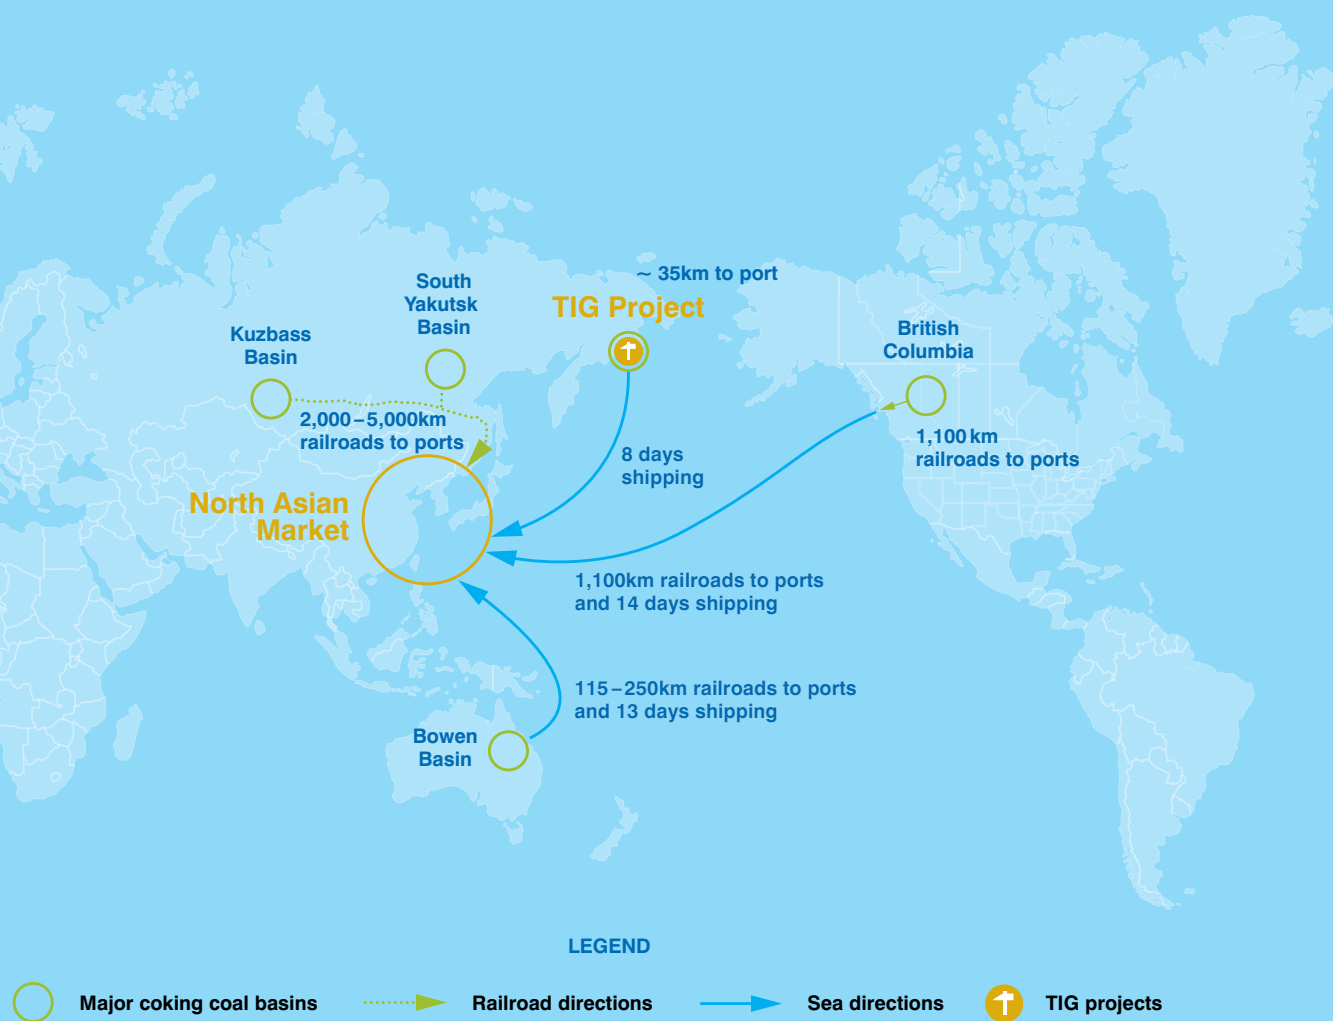 ~ 35km to port
TIG Project
South
Yakutsk
Basin
Kuzbass
Basin
British
Columbia
2,000–5,000km
railroads to ports
1,100 km
railroads to ports
8 days
shipping
North Asian
Market
1,100km railroads to ports
and 14 days shipping
115–250km railroads to ports
and 13 days shipping
Bowen
Basin
LEGEND
Major coking coal basins
Railroad directions
Sea directions
TIG projects